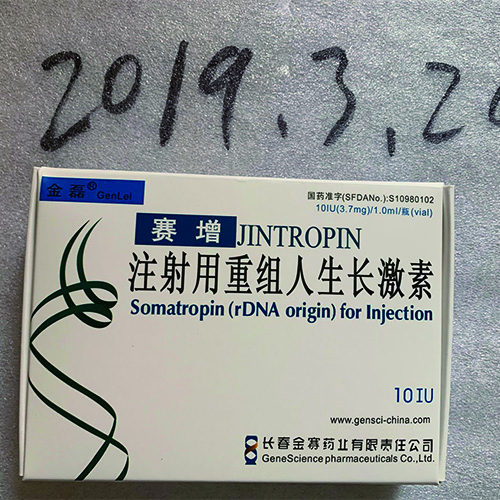 2019.3.20
金磊® GenLei
国药准字(SFDANo.):S10980102
10IU(3.7mg)/1.0ml/瓶(vial)
赛增 JINTROPIN
注射用重组人生长激素
Somatropin (rDNA origin) for Injection
10IU
www.gensci-china.com
长春金赛药业有限责任公司
GeneScience pharmaceuticals Co.,Ltd.